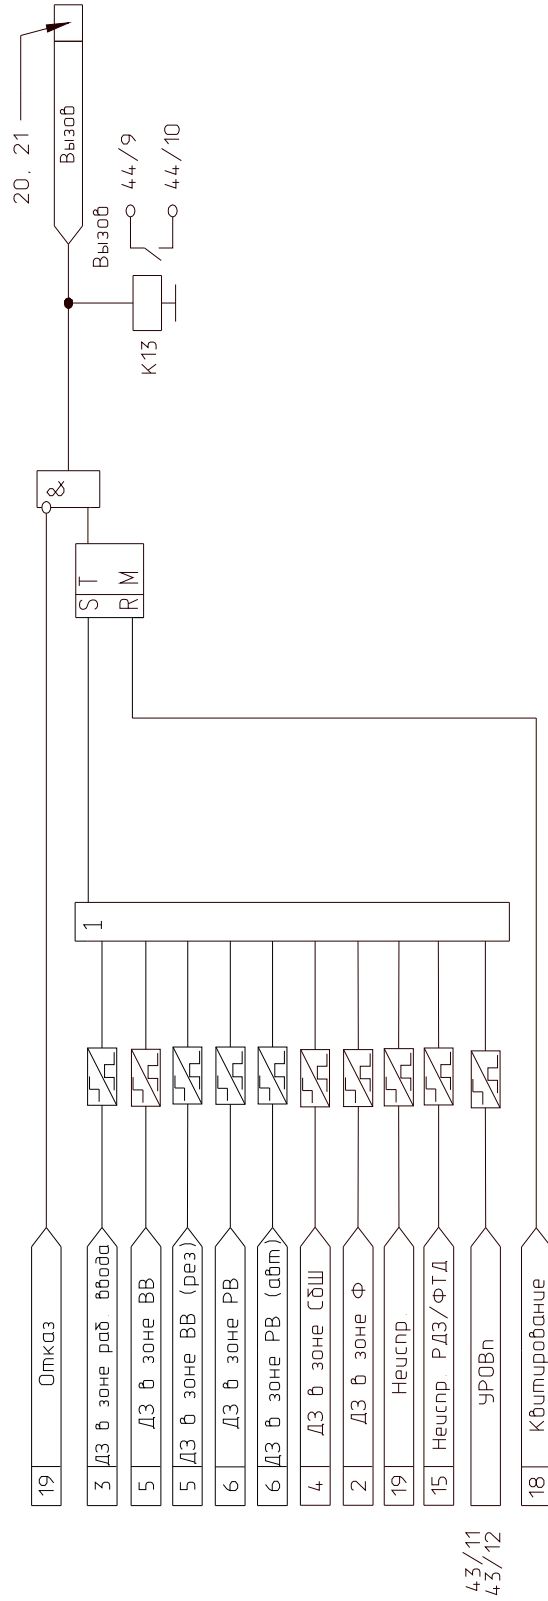 19 Отказ
3 ДЗ в зоне раб. ввода
5 ДЗ в зоне ВВ
5 ДЗ в зоне ВВ (рез)
6 ДЗ в зоне РВ
6 ДЗ в зоне РВ (авт)
4 ДЗ в зоне СбШ
2 ДЗ в зоне Ф
19 Неиспр.
15 Неиспр. РДЗ/ФТД
43/11
43/12
УРОВп
18 Квитирование
1
S T
R M
&
К13
Вызов
44/9
44/10
Вызов
20, 21